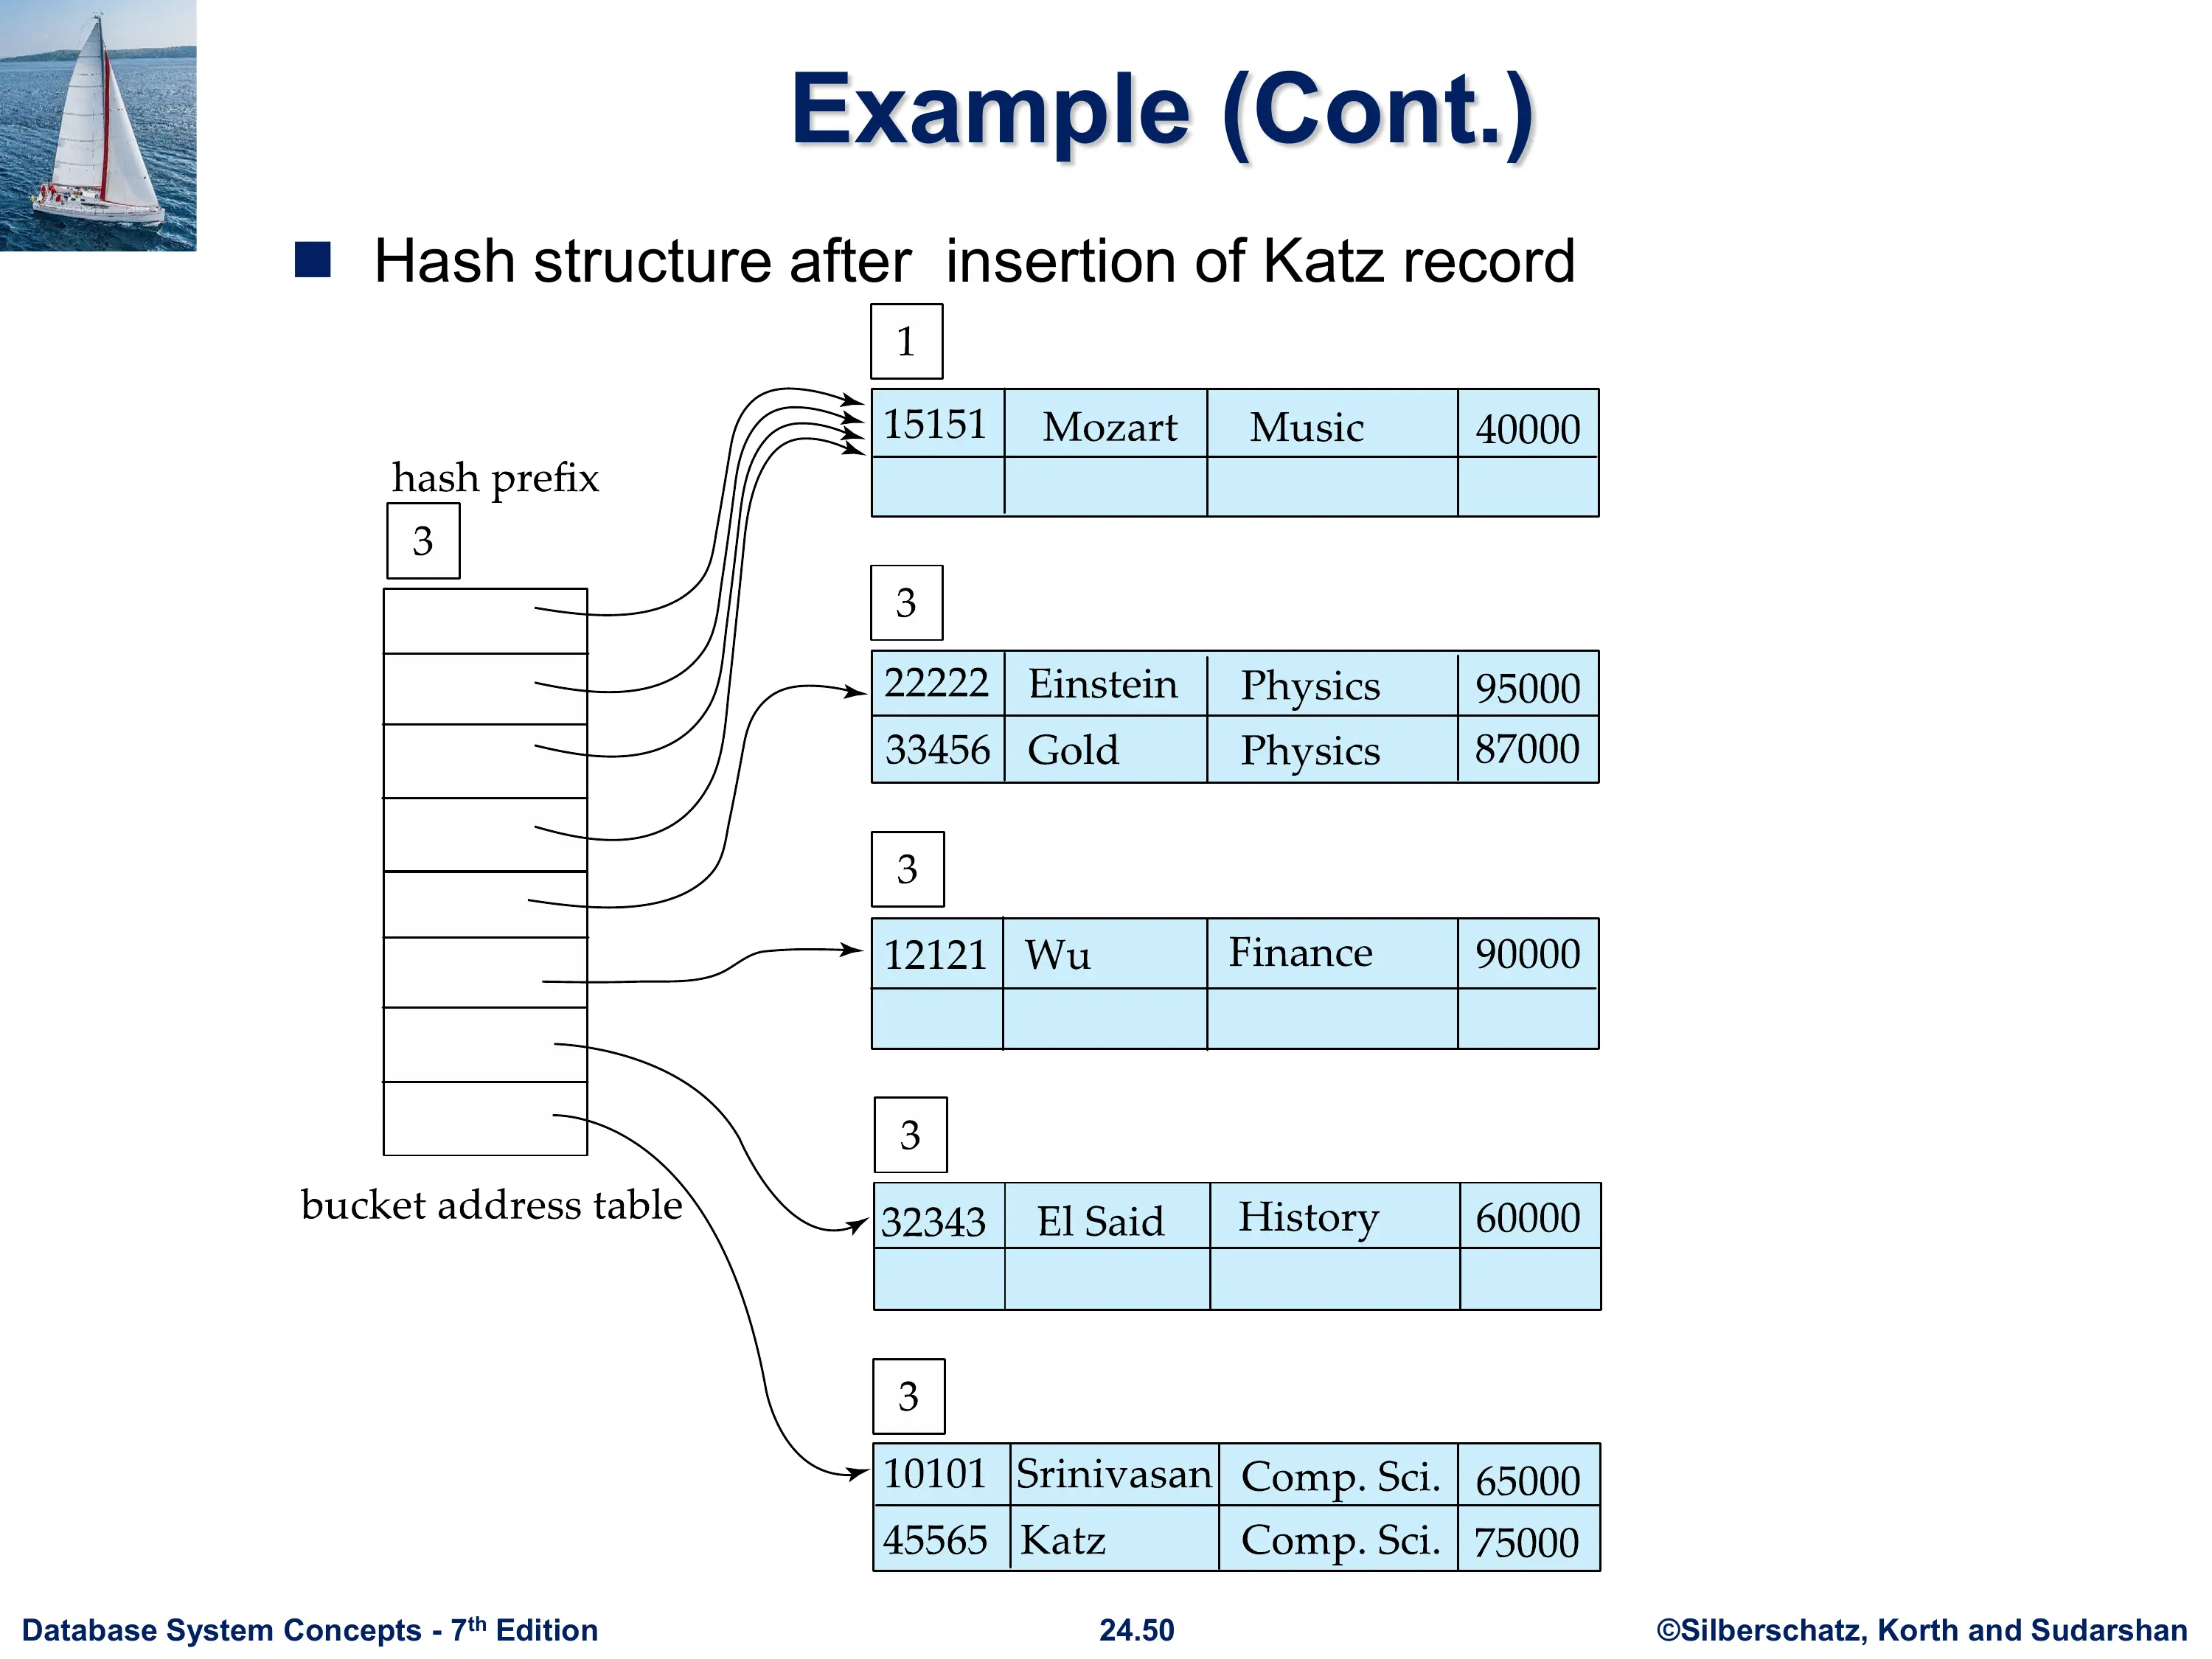 Example (Cont.)
Hash structure after insertion of Katz record
hash prefix
3
bucket address table
1
15151 Mozart Music 40000
3
22222 Einstein Physics 95000
33456 Gold Physics 87000
3
12121 Wu Finance 90000
3
32343 El Said History 60000
3
10101 Srinivasan Comp. Sci. 65000
45565 Katz Comp. Sci. 75000
Database System Concepts - 7th Edition 24.50 ©Silberschatz, Korth and Sudarshan